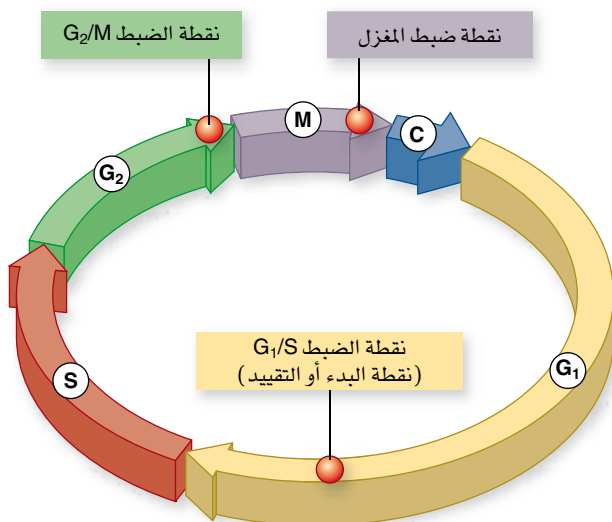 نقطة الضبط G₂/M
نقطة ضبط المغزل
M
C
G₂
نقطة الضبط G₁/S
(نقطة البدء أو التقييد)
G₁
S